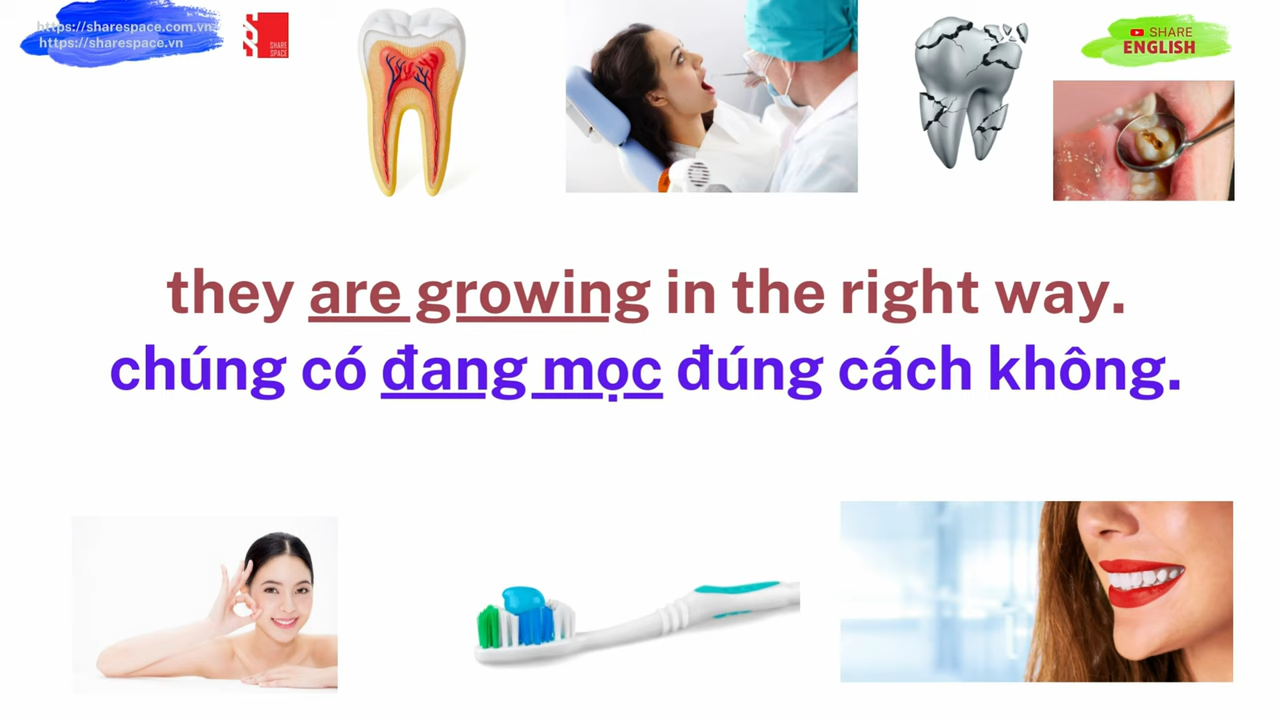 https://sharespace.com.vn
https://sharespace.vn
SHARE
SPACE
SHARE
ENGLISH
they are growing in the right way.
chúng có đang mọc đúng cách không.